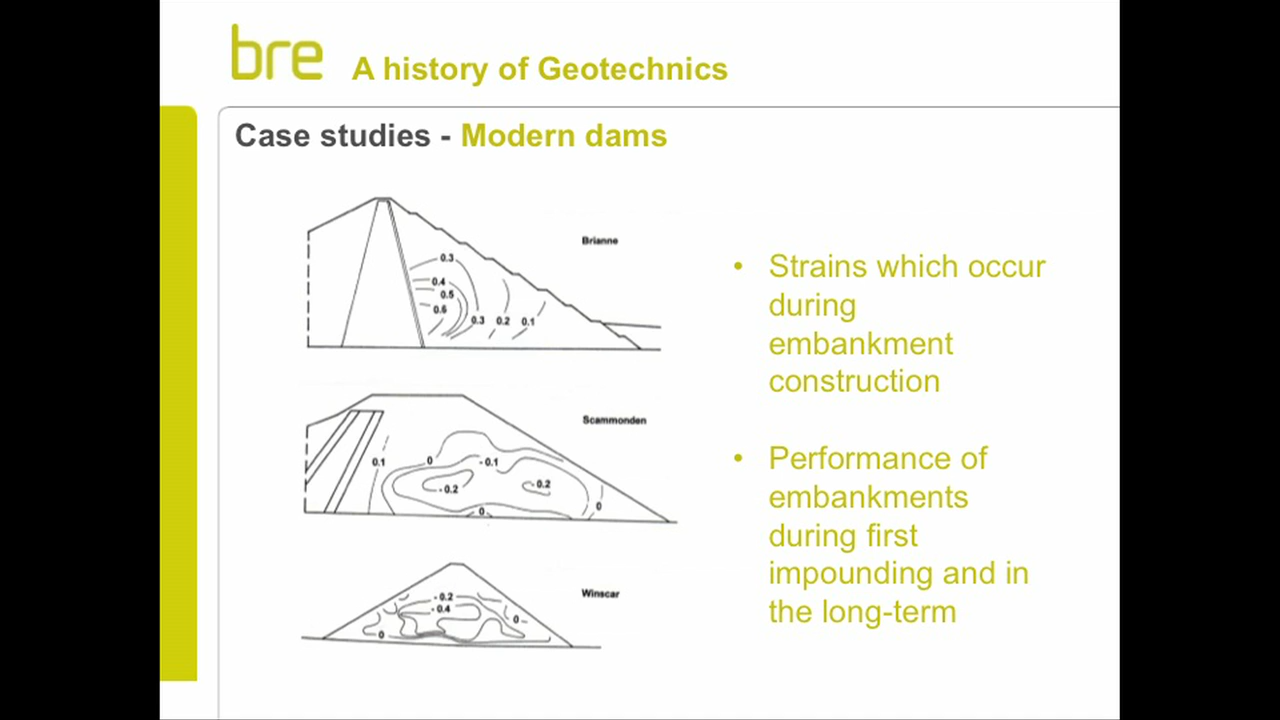 bre
A history of Geotechnics
Case studies - Modern dams
Brianne
0.3
0.4
0.5
0.6
0.3 0.2 0.1
Scammonden
0.1 0 - 0.1
- 0.2 - 0.2
0 0
Winscar
- 0.2
- 0.4
0
0
• Strains which occur
during
embankment
construction
• Performance of
embankments
during first
impounding and in
the long-term